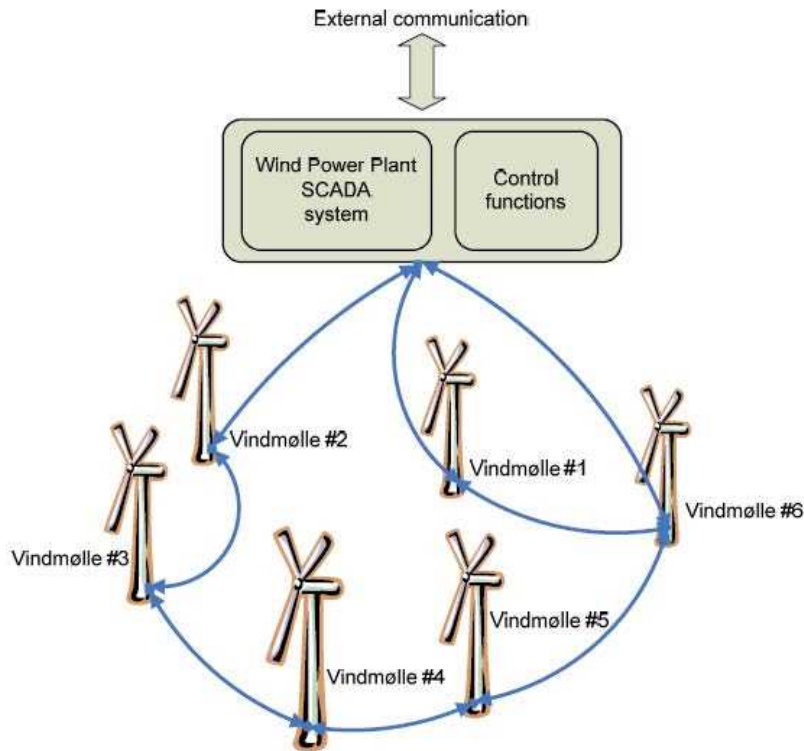 External communication
Wind Power Plant
SCADA
system
Control
functions
Vindmølle #2
Vindmølle #1
Vindmølle #6
Vindmølle #3
Vindmølle #5
Vindmølle #4